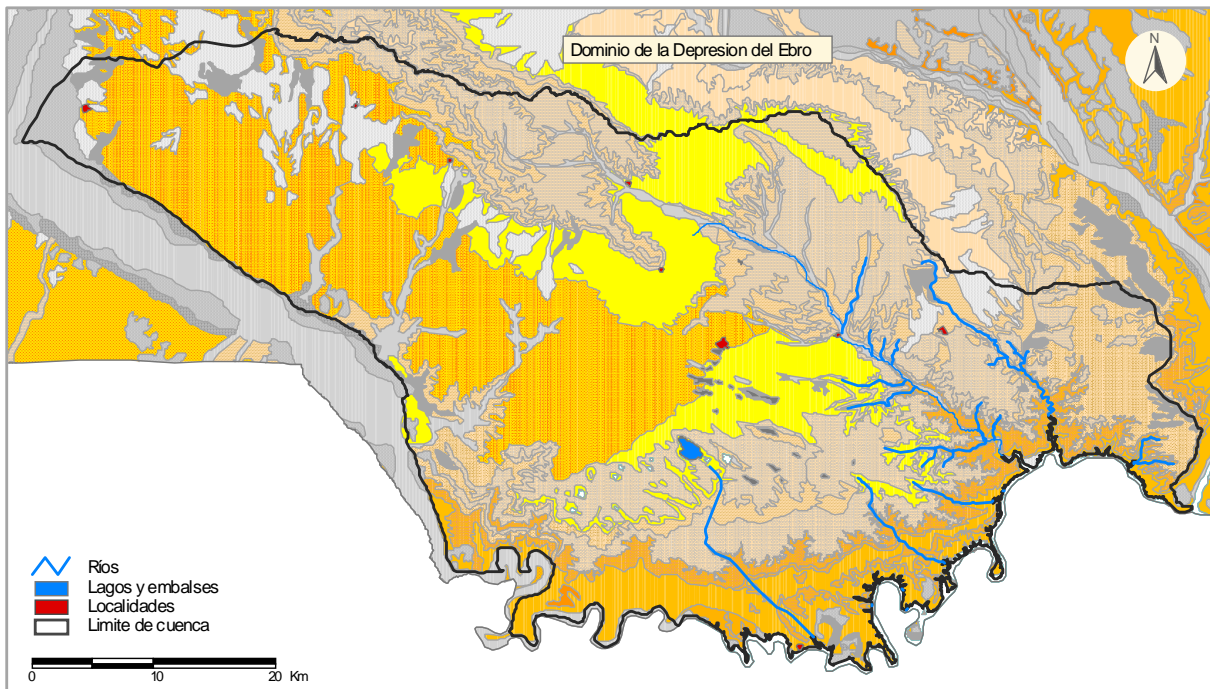 Dominio de la Depresion del Ebro
N
Ríos
Lagos y embalses
Localidades
Limite de cuenca
0 10 20 Km